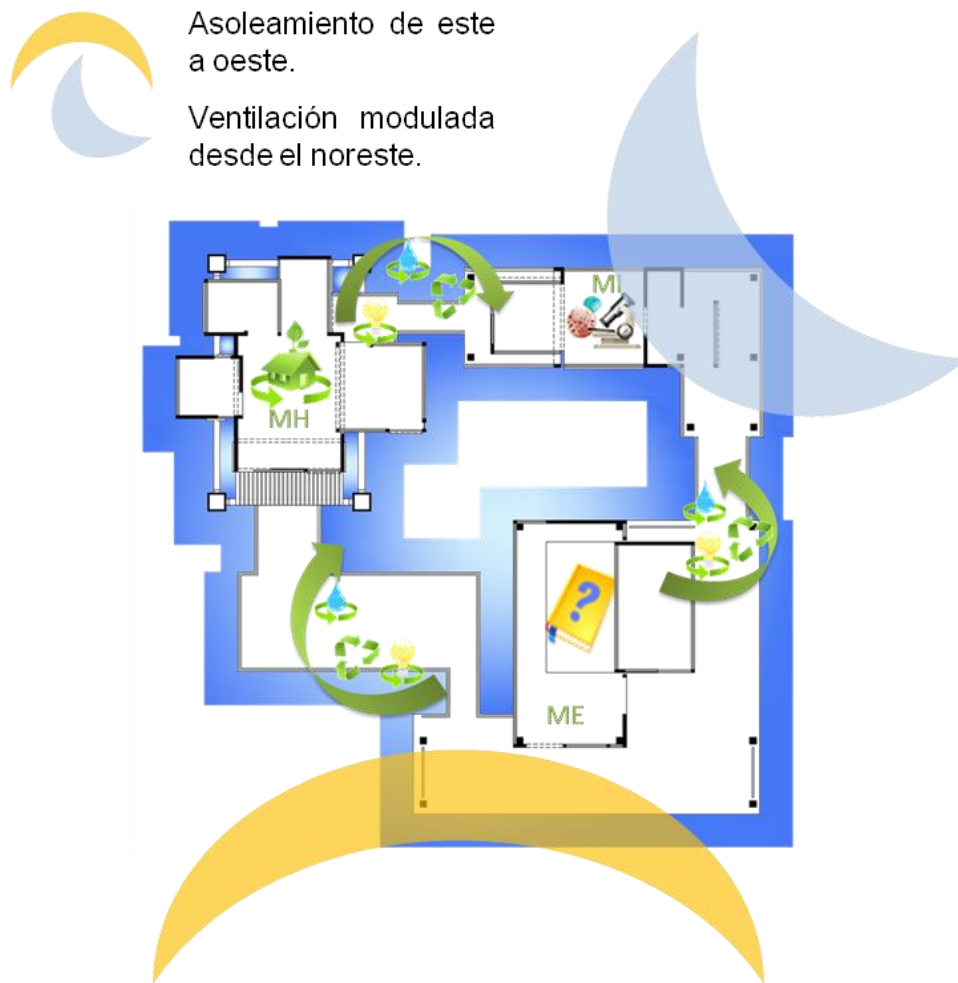 Asoleamiento de este
a oeste.
Ventilación modulada
desde el noreste.
MI
MH
?
ME